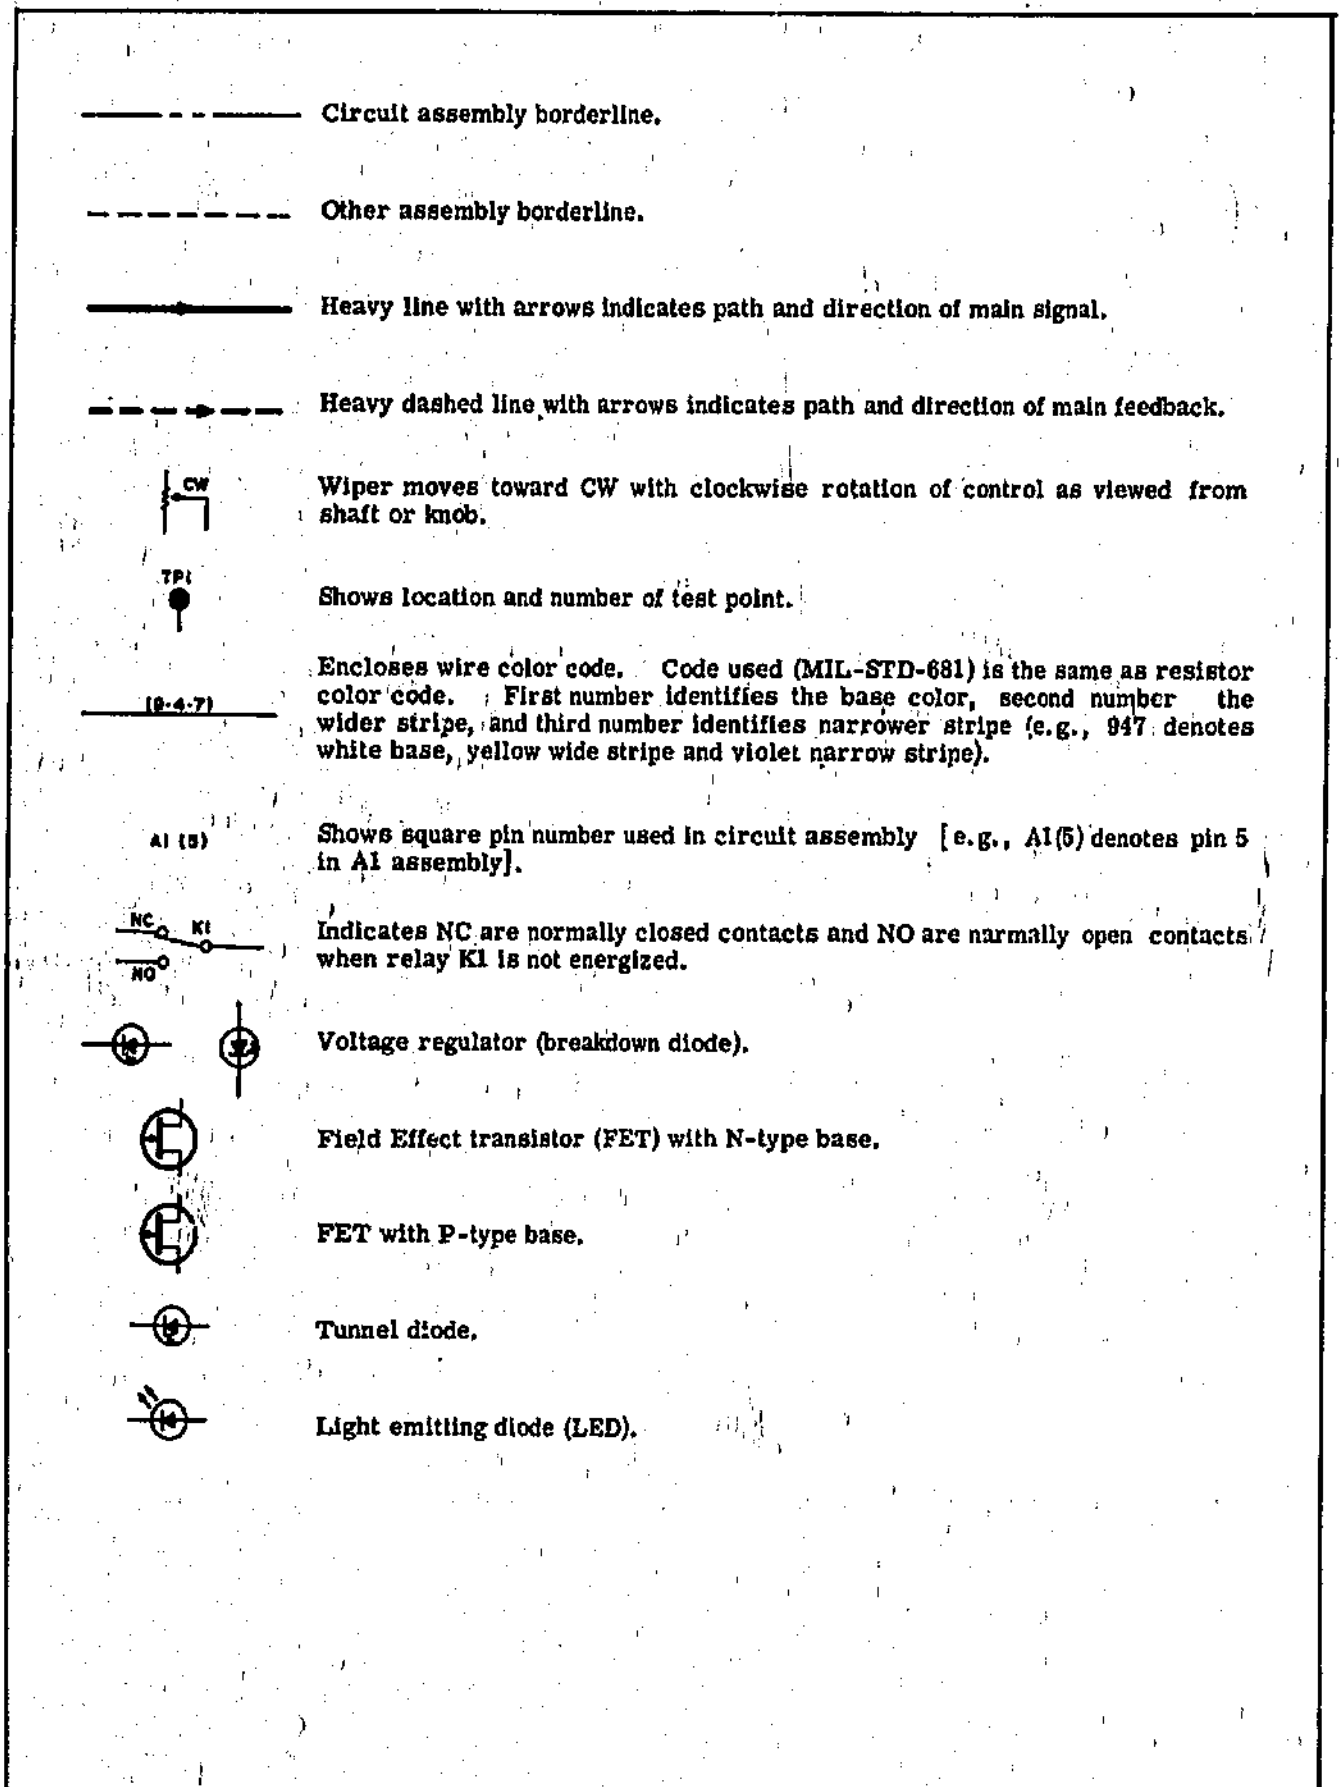 Circuit assembly borderline.
Other assembly borderline.
Heavy line with arrows indicates path and direction of main signal.
Heavy dashed line with arrows indicates path and direction of main feedback.
CW
Wiper moves toward CW with clockwise rotation of control as viewed from
shaft or knob.
TP1
Shows location and number of test point.
Encloses wire color code. Code used (MIL-STD-681) is the same as resistor
(9-4-7)
color code. First number identifies the base color, second number the
wider stripe, and third number identifies narrower stripe (e.g., 947 denotes
white base, yellow wide stripe and violet narrow stripe).
A1 (5)
Shows square pin number used in circuit assembly [e.g., A1(5) denotes pin 5
in A1 assembly].
NC K1
NO
Indicates NC are normally closed contacts and NO are narmally open contacts
when relay K1 is not energized.
Voltage regulator (breakdown diode).
Field Effect transistor (FET) with N-type base.
FET with P-type base.
Tunnel diode.
Light emitting diode (LED).